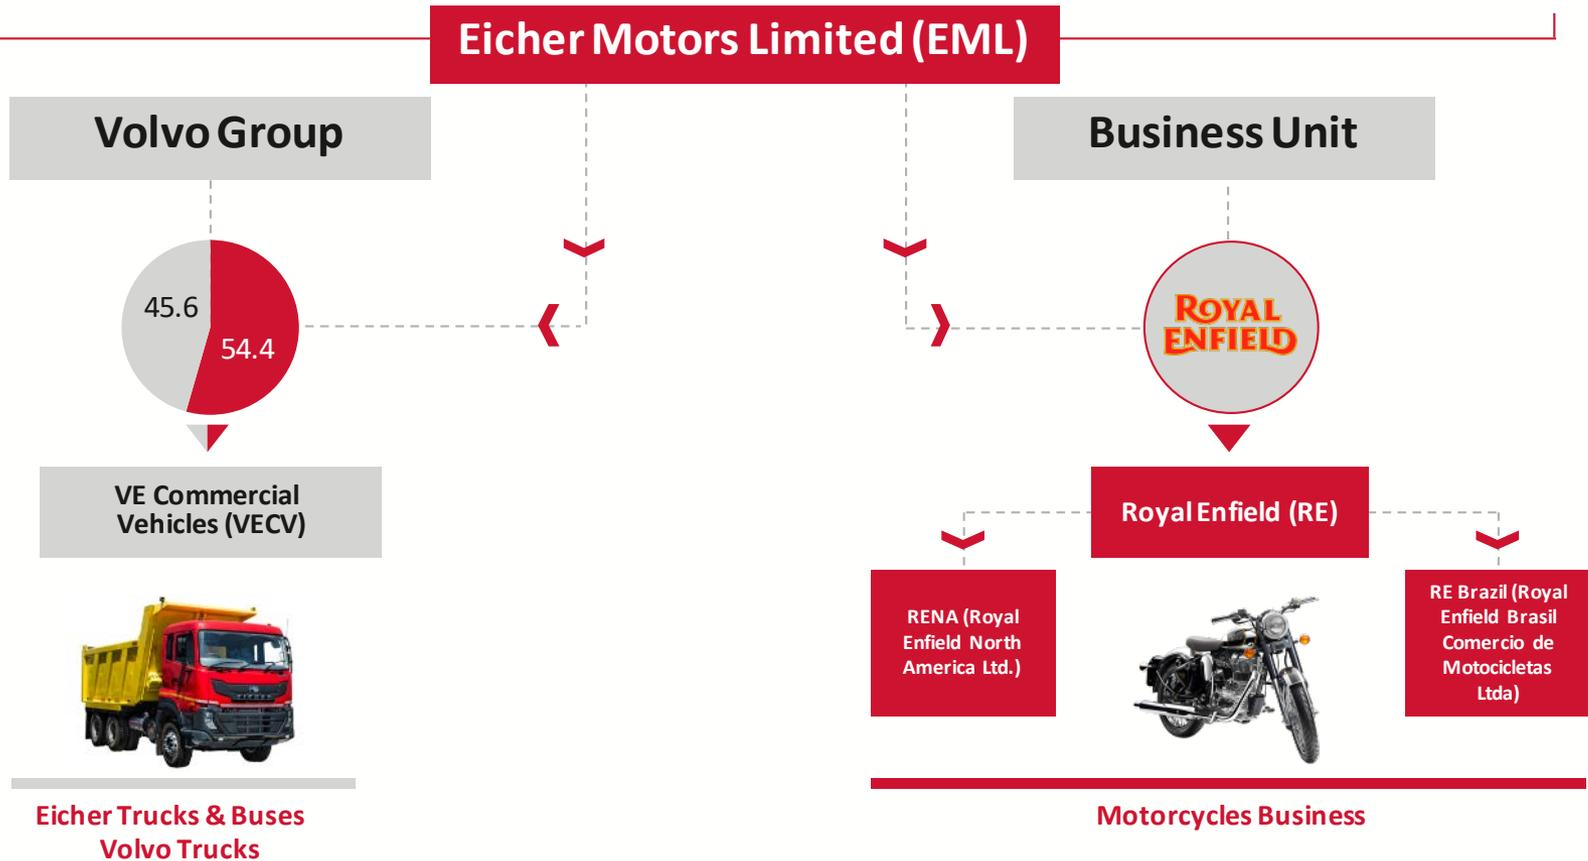 Eicher Motors Limited (EML)
Volvo Group
Business Unit
45.6
54.4
ROYAL
ENFIELD
VE Commercial
Vehicles (VECV)
Royal Enfield (RE)
RENA (Royal
Enfield North
America Ltd.)
RE Brazil (Royal
Enfield Brasil
Comercio de
Motocicletas
Ltda)
EICHER
Eicher Trucks & Buses
Volvo Trucks
Motorcycles Business